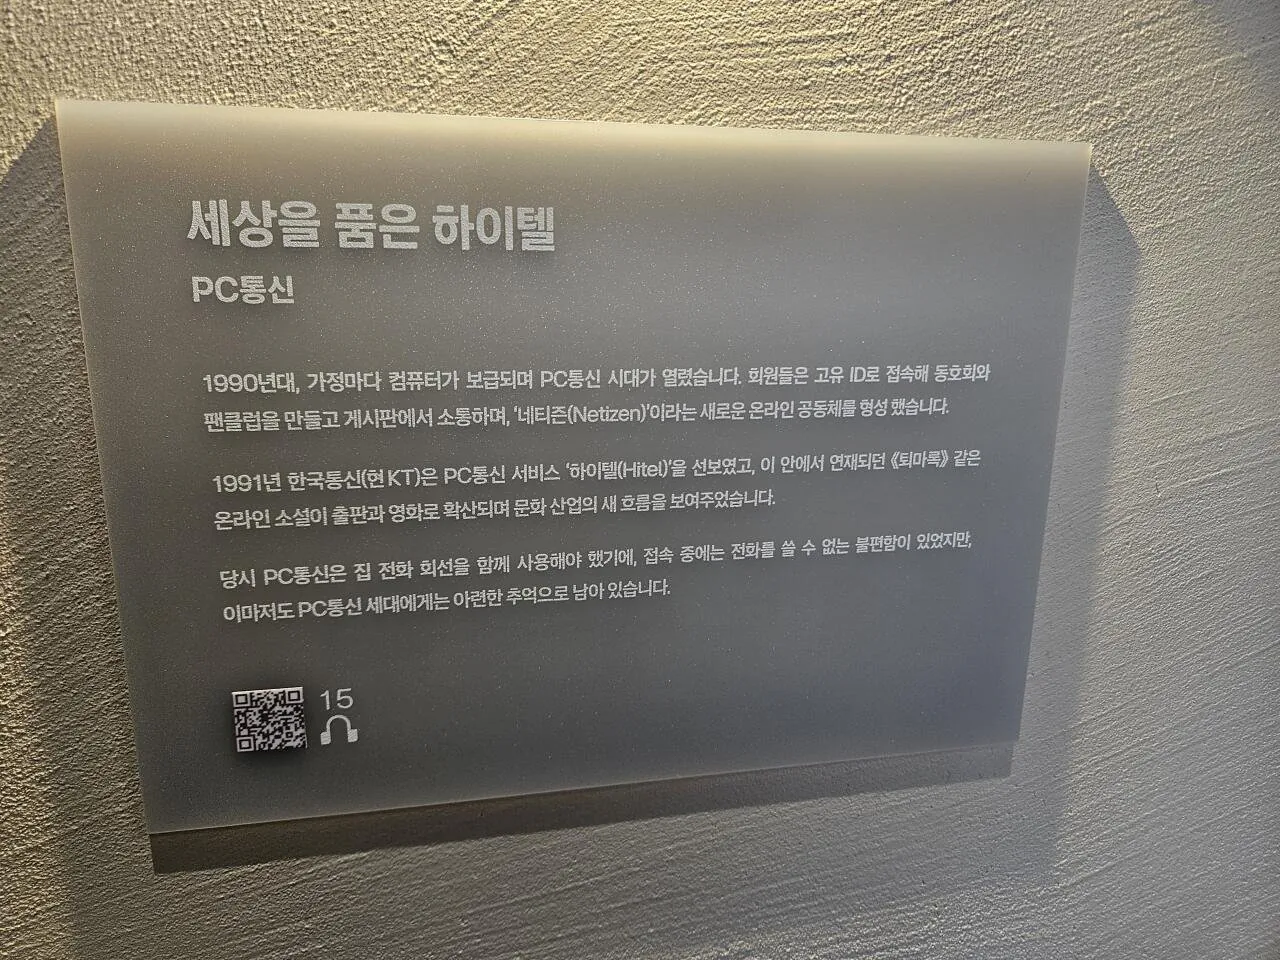 세상을 품은 하이텔
PC통신
1990년대, 가정마다 컴퓨터가 보급되며 PC통신 시대가 열렸습니다. 회원들은 고유 ID로 접속해 동호회와
팬클럽을 만들고 게시판에서 소통하며, '네티즌(Netizen)'이라는 새로운 온라인 공동체를 형성 했습니다.
1991년 한국통신(현 KT)은 PC통신 서비스 '하이텔(Hitel)'을 선보였고, 이 안에서 연재되던 《퇴마록》 같은
온라인 소설이 출판과 영화로 확산되며 문화 산업의 새 흐름을 보여주었습니다.
당시 PC통신은 집 전화 회선을 함께 사용해야 했기에, 접속 중에는 전화를 쓸 수 없는 불편함이 있었지만,
이마저도 PC통신 세대에게는 아련한 추억으로 남아 있습니다.
15